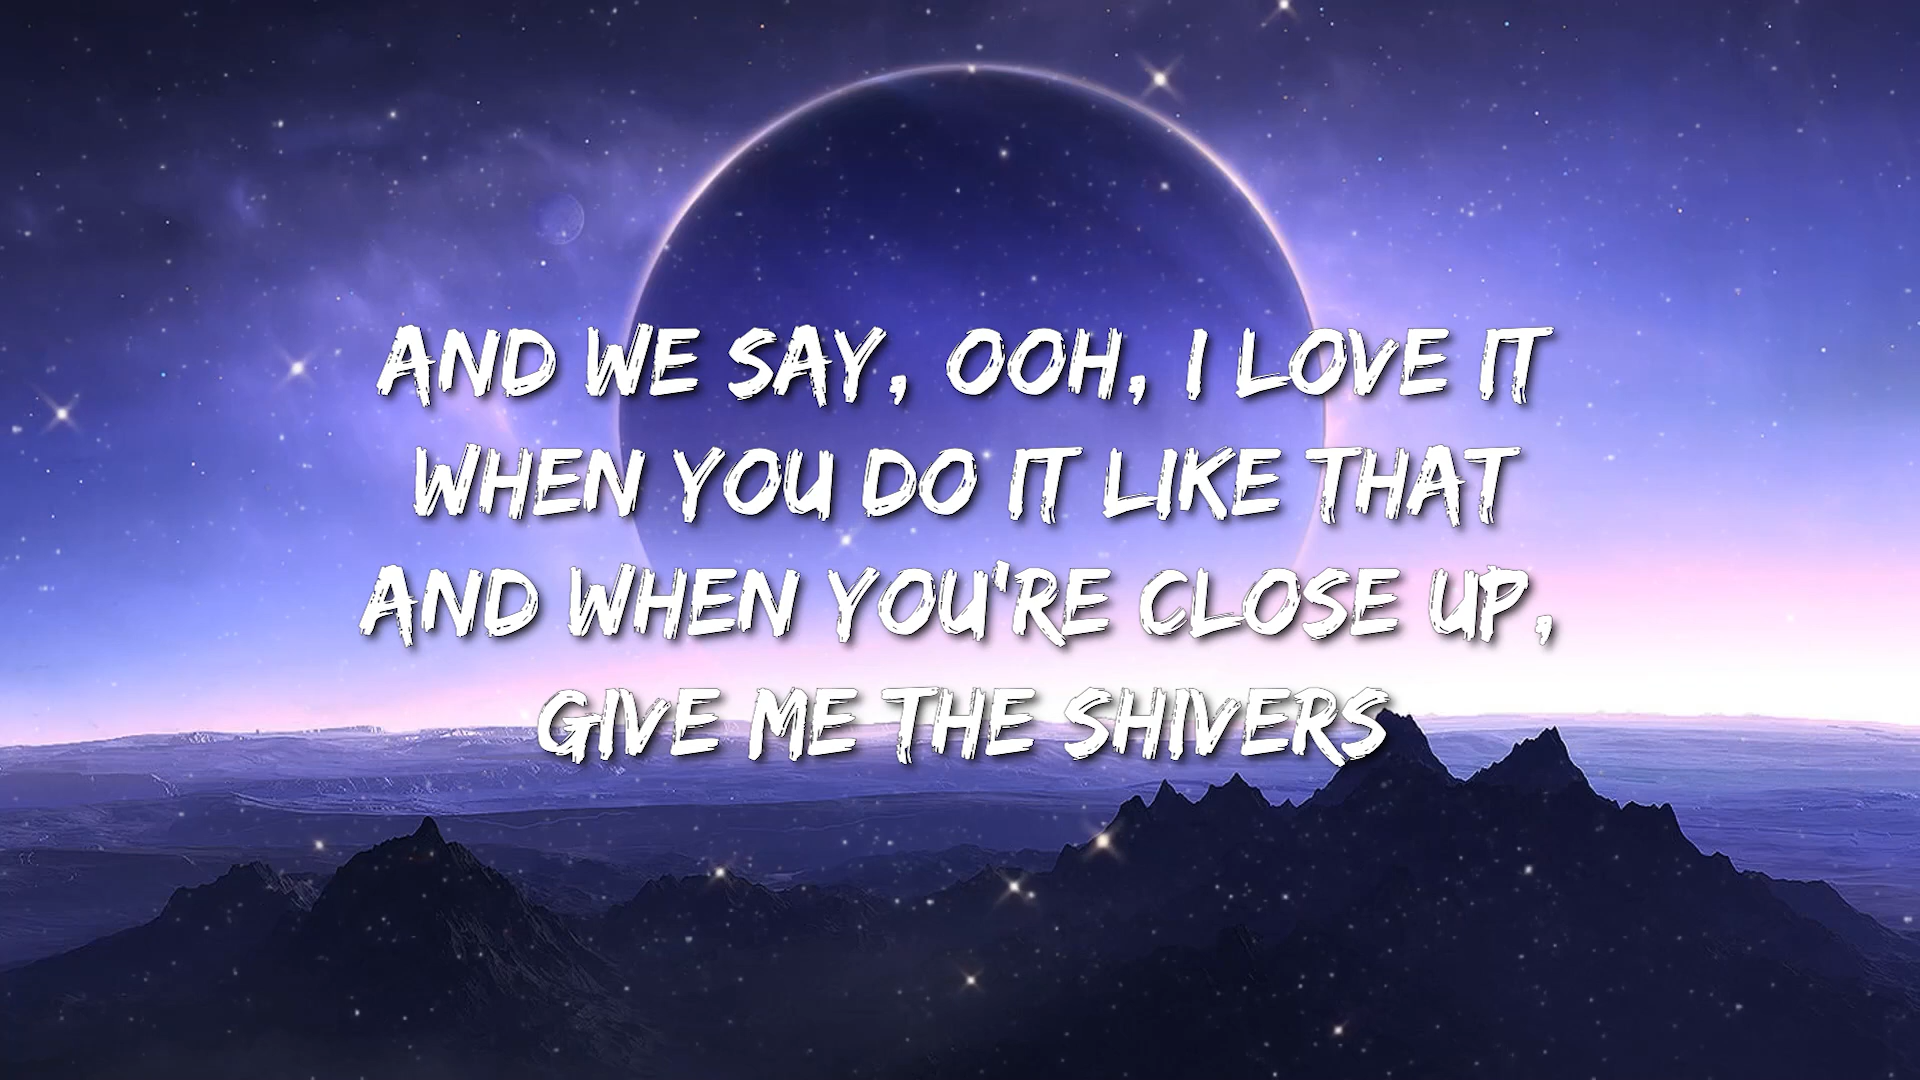 AND WE SAY, OOH, I LOVE IT
WHEN YOU DO IT LIKE THAT
AND WHEN YOU'RE CLOSE UP,
GIVE ME THE SHIVERS